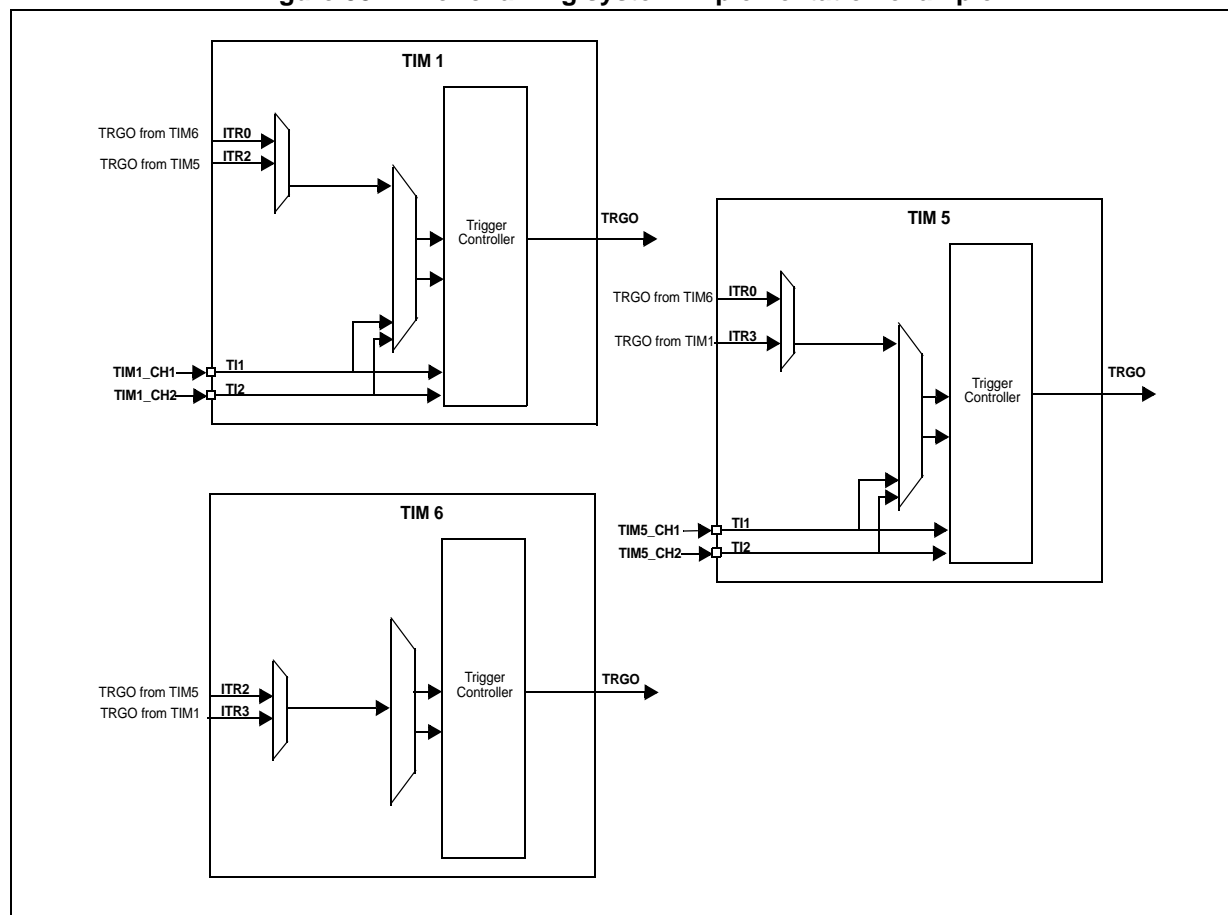 TIM 1
TRGO from TIM6
ITR0
TRGO from TIM5
ITR2
Trigger
Controller
TRGO
TIM1_CH1
TI1
TIM1_CH2
TI2
TIM 5
TRGO from TIM6
ITR0
TRGO from TIM1
ITR3
Trigger
Controller
TRGO
TIM5_CH1
TI1
TIM5_CH2
TI2
TIM 6
TRGO from TIM5
ITR2
TRGO from TIM1
ITR3
Trigger
Controller
TRGO